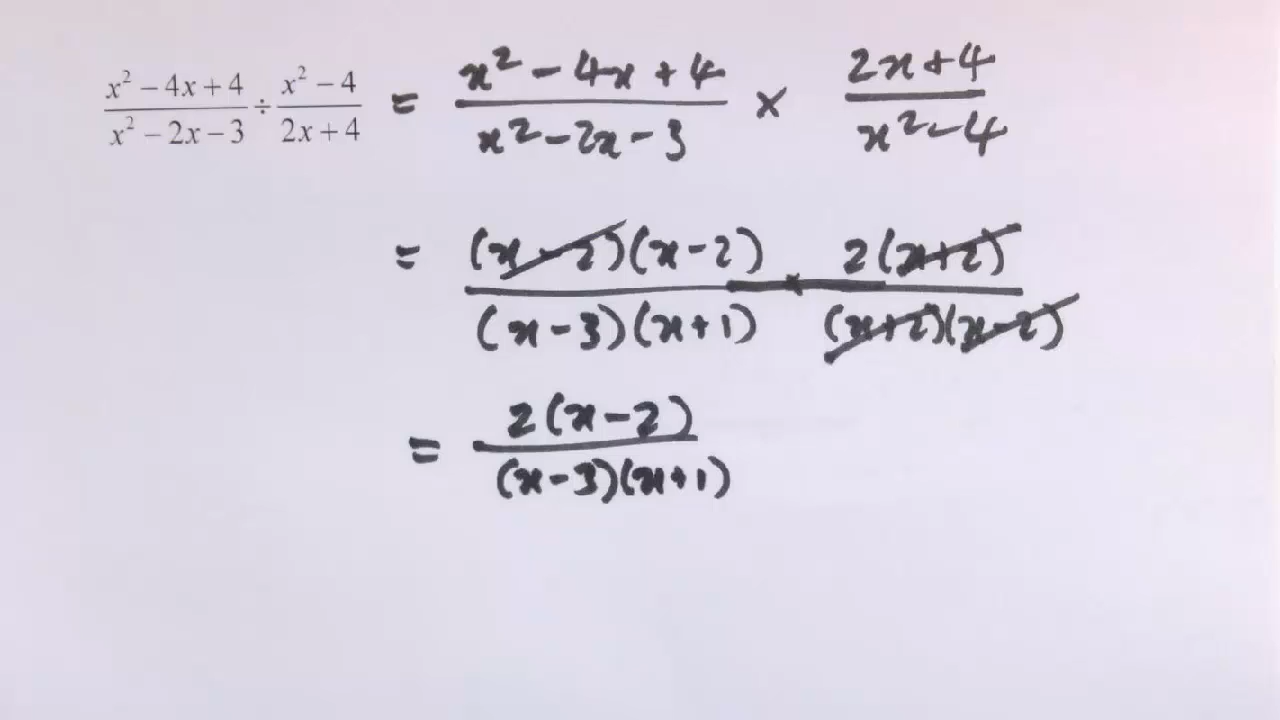 (x² − 4x + 4)/(x² − 2x − 3) ÷ (x² − 4)/(2x + 4) = (x² − 4x + 4)/(x² − 2x − 3) × (2x + 4)/(x² − 4)
= (x − 2)(x − 2)/(x − 3)(x + 1) × 2(x + 2)/(x + 2)(x − 2)
= 2(x − 2)/(x − 3)(x + 1)